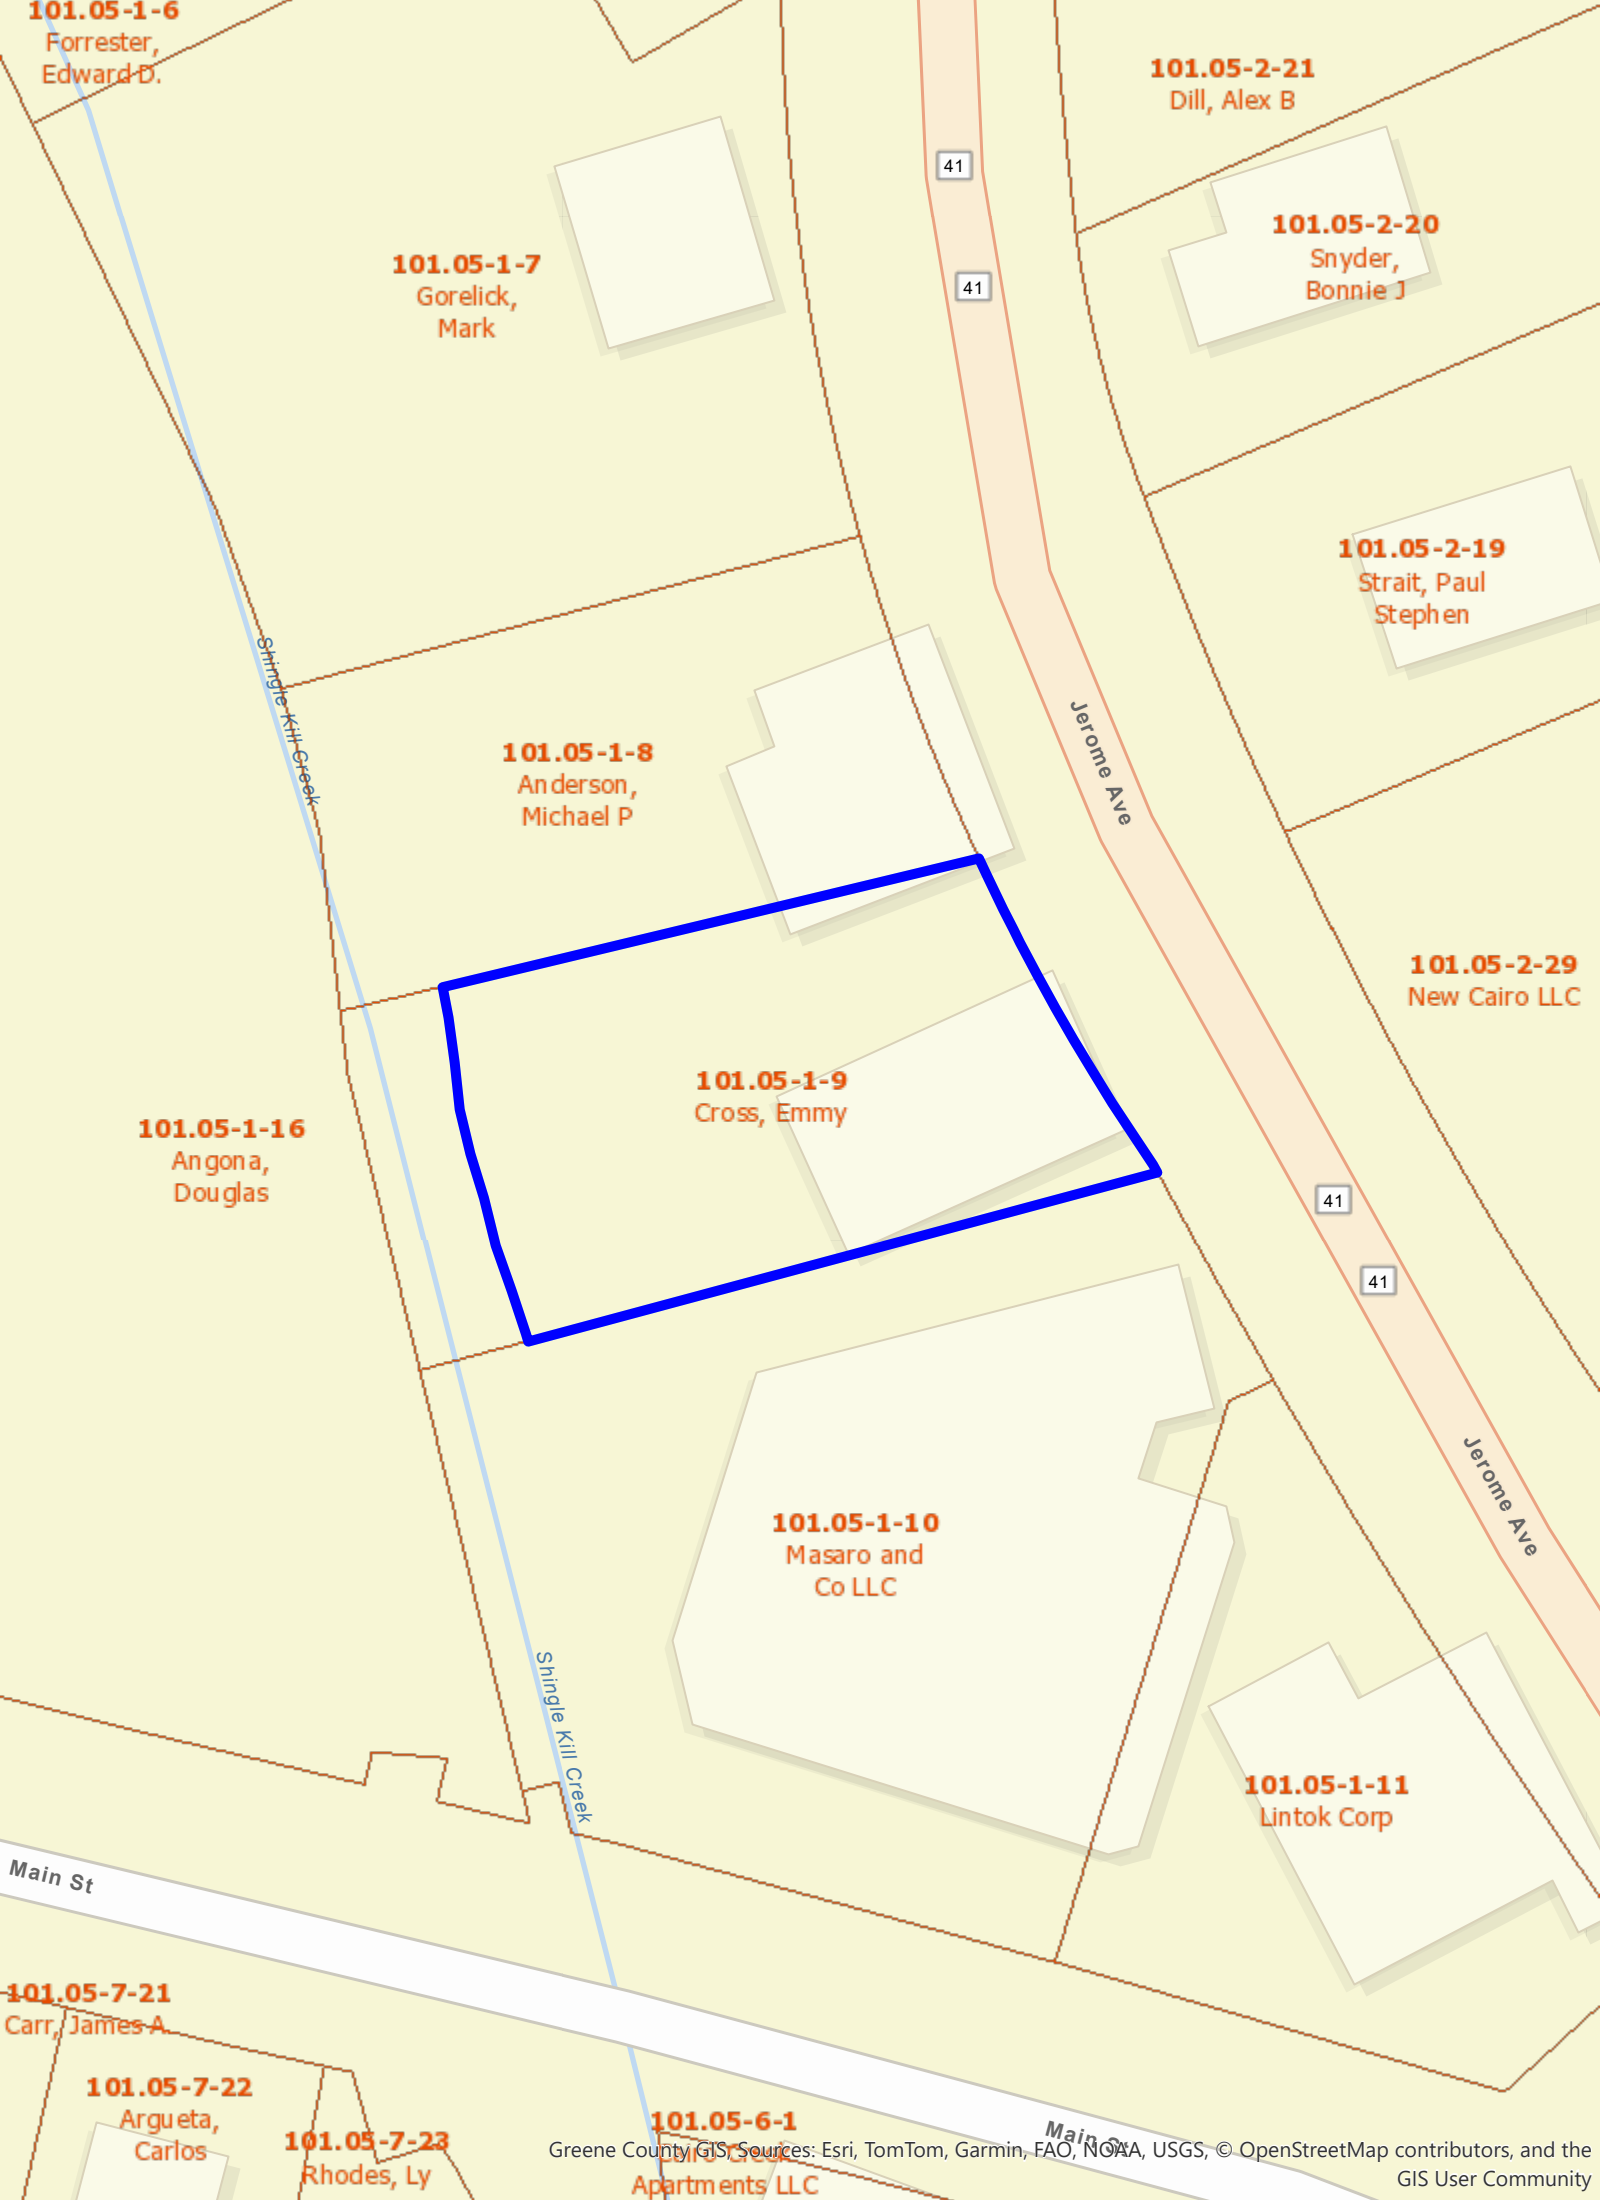 101.05-1-6
Forrester,
Edward D.
101.05-2-21
Dill, Alex B
41
101.05-2-20
Snyder,
Bonnie J
101.05-1-7
Gorelick,
Mark
41
101.05-2-19
Strait, Paul
Stephen
Shingle Kill Creek
101.05-1-8
Anderson,
Michael P
Jerome Ave
101.05-2-29
New Cairo LLC
101.05-1-9
Cross, Emmy
101.05-1-16
Angona,
Douglas
41
41
Jerome Ave
101.05-1-10
Masaro and
Co LLC
Shingle Kill Creek
101.05-1-11
Lintok Corp
Main St
101.05-7-21
Carr, James A.
101.05-7-22
Argueta,
Carlos
101.05-7-23
Rhodes, Ly
101.05-6-1
Cairo Creek
Apartments LLC
Main St
Greene County GIS, Sources: Esri, TomTom, Garmin, FAO, NOAA, USGS, © OpenStreetMap contributors, and the
GIS User Community